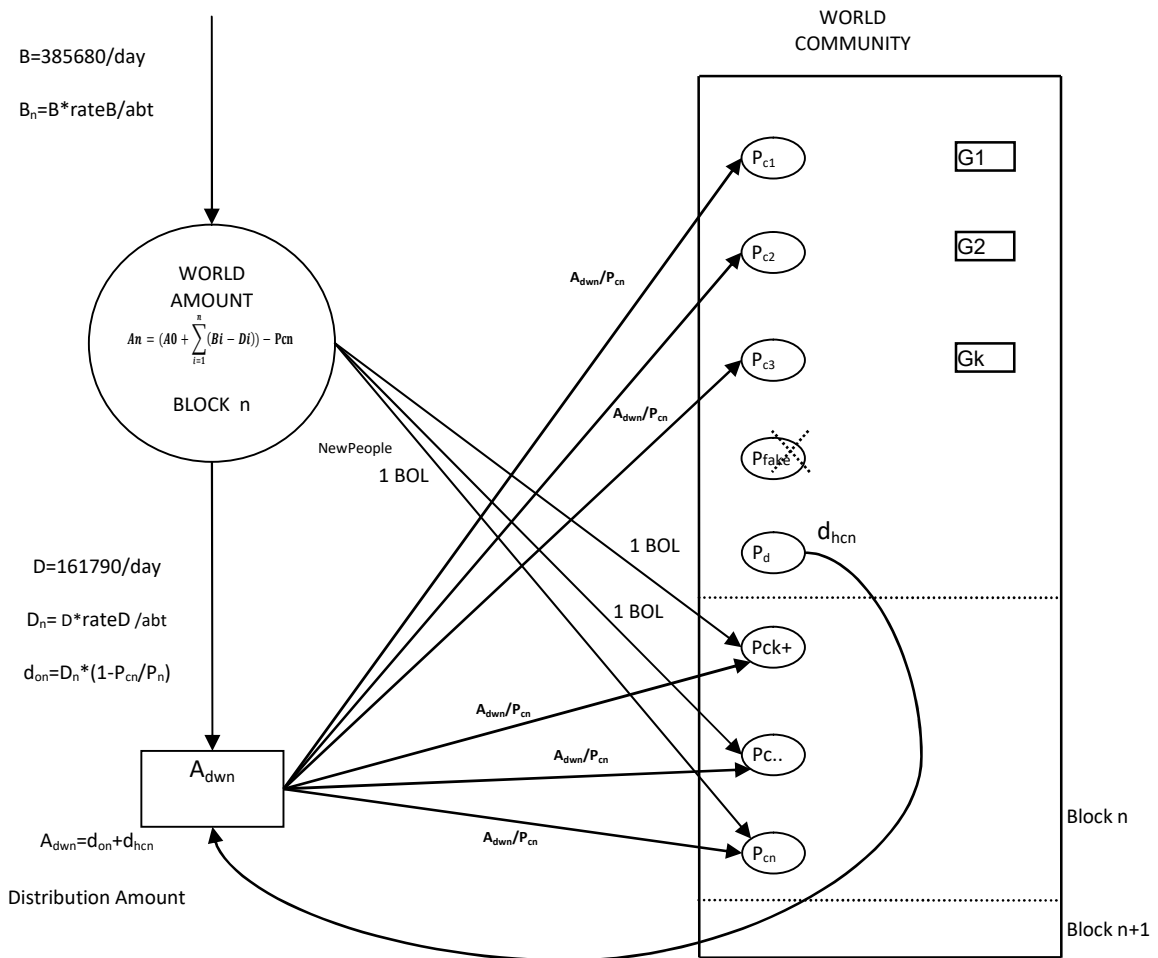 WORLD
COMMUNITY
B=385680/day
Bn=B*rateB/abt
WORLD
AMOUNT
An = (A0 + ∑ i=1 n (Bi − Di)) − Pcn
BLOCK n
Pc1
G1
Pc2
G2
Adwn/Pcn
Pc3
Gk
Adwn/Pcn
NewPeople
1 BOL
Pfake
dhcn
1 BOL
Pd
D=161790/day
Dn= D*rateD /abt
1 BOL
don=Dn*(1-Pcn/Pn)
Pck+
Adwn/Pcn
Adwn/Pcn
Pc..
Adwn
Block n
Adwn=don+dhcn
Adwn/Pcn
Pcn
Distribution Amount
Block n+1